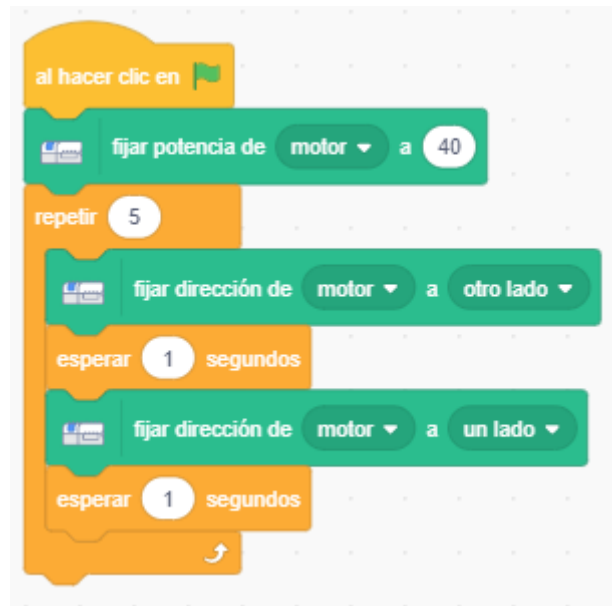 al hacer clic en
fijar potencia de motor a 40
repetir 5
fijar dirección de motor a otro lado
esperar 1 segundos
fijar dirección de motor a un lado
esperar 1 segundos